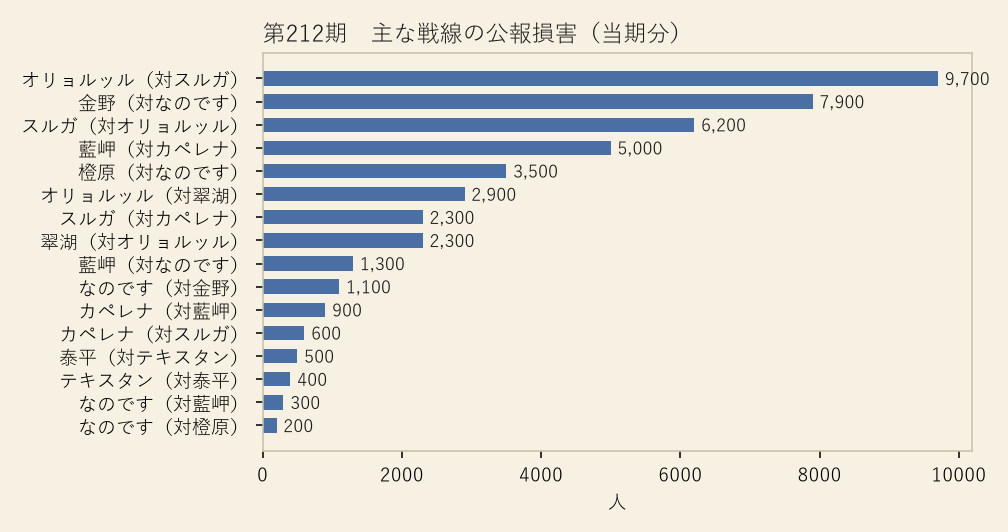 第212期　主な戦線の公報損害（当期分）
オリョルッル（対スルガ） 9,700
金野（対なのです） 7,900
スルガ（対オリョルッル） 6,200
藍岬（対カペレナ） 5,000
橙原（対なのです） 3,500
オリョルッル（対翠湖） 2,900
スルガ（対カペレナ） 2,300
翠湖（対オリョルッル） 2,300
藍岬（対なのです） 1,300
なのです（対金野） 1,100
カペレナ（対藍岬） 900
カペレナ（対スルガ） 600
泰平（対テキスタン） 500
テキスタン（対泰平） 400
なのです（対藍岬） 300
なのです（対橙原） 200
0 2000 4000 6000 8000 10000
人